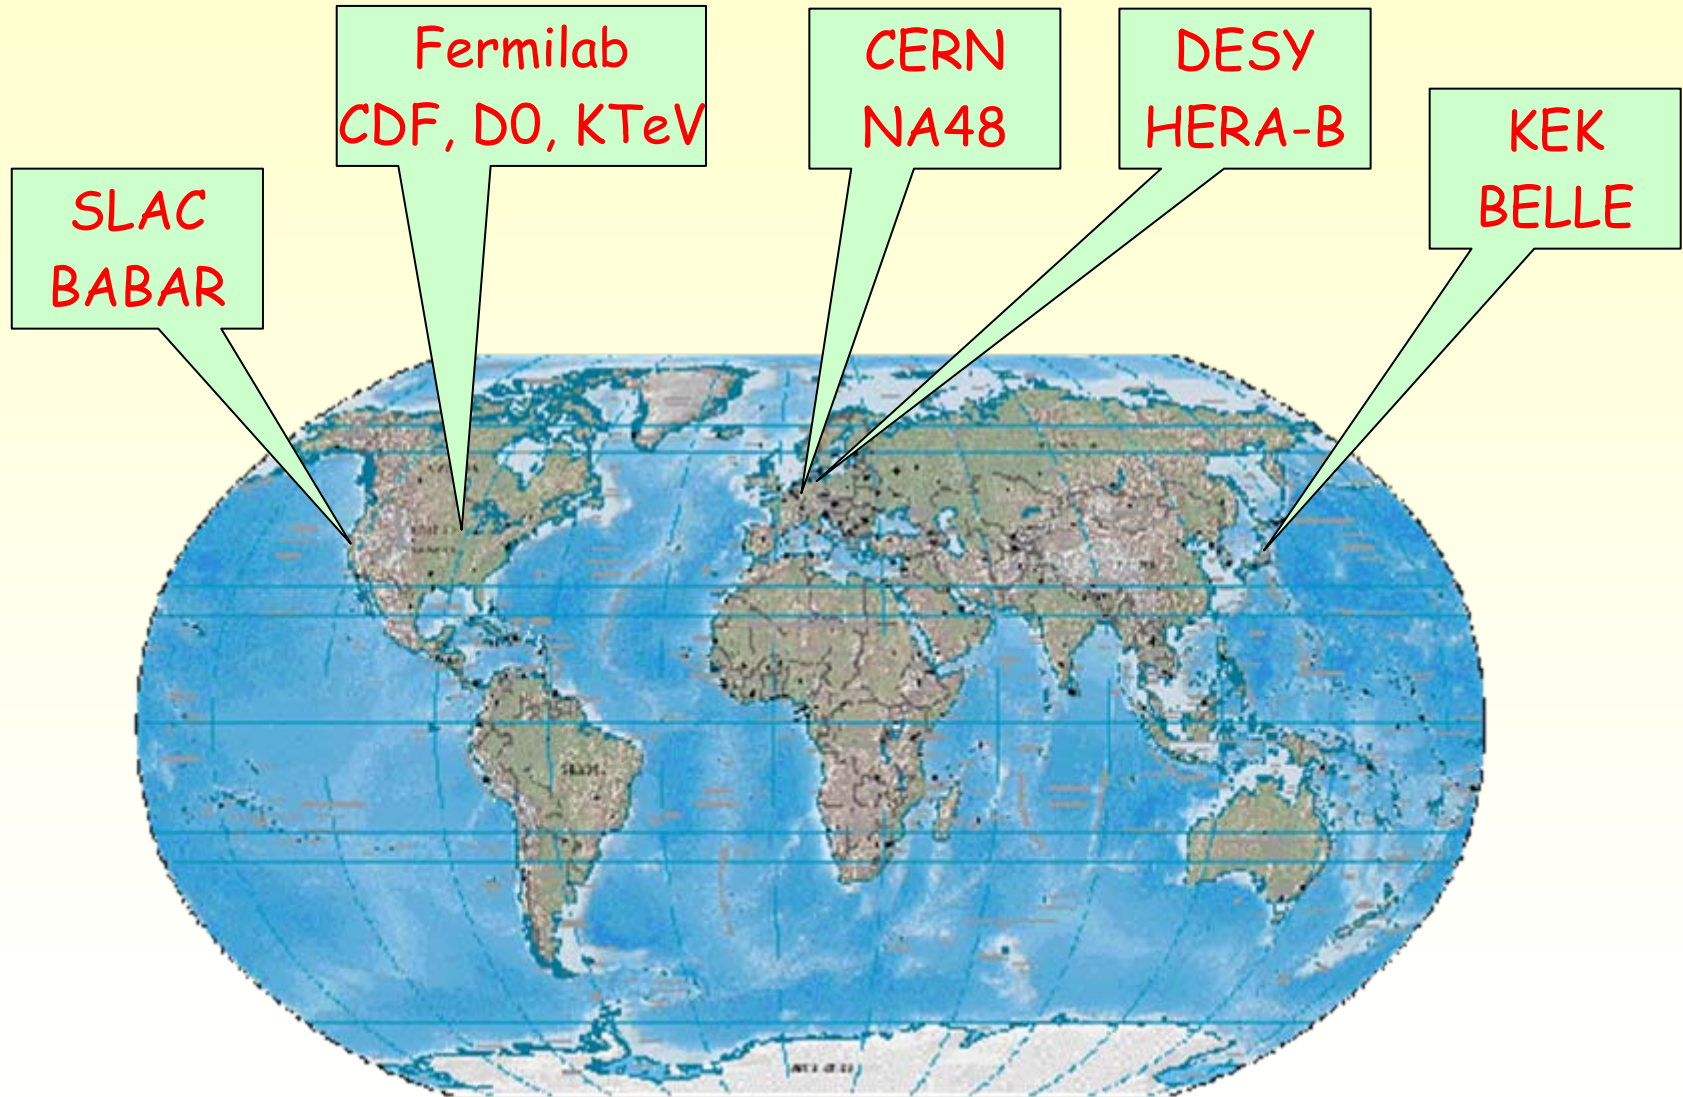 Fermilab
CDF, D0, KTeV
CERN
NA48
DESY
HERA-B
KEK
BELLE
SLAC
BABAR